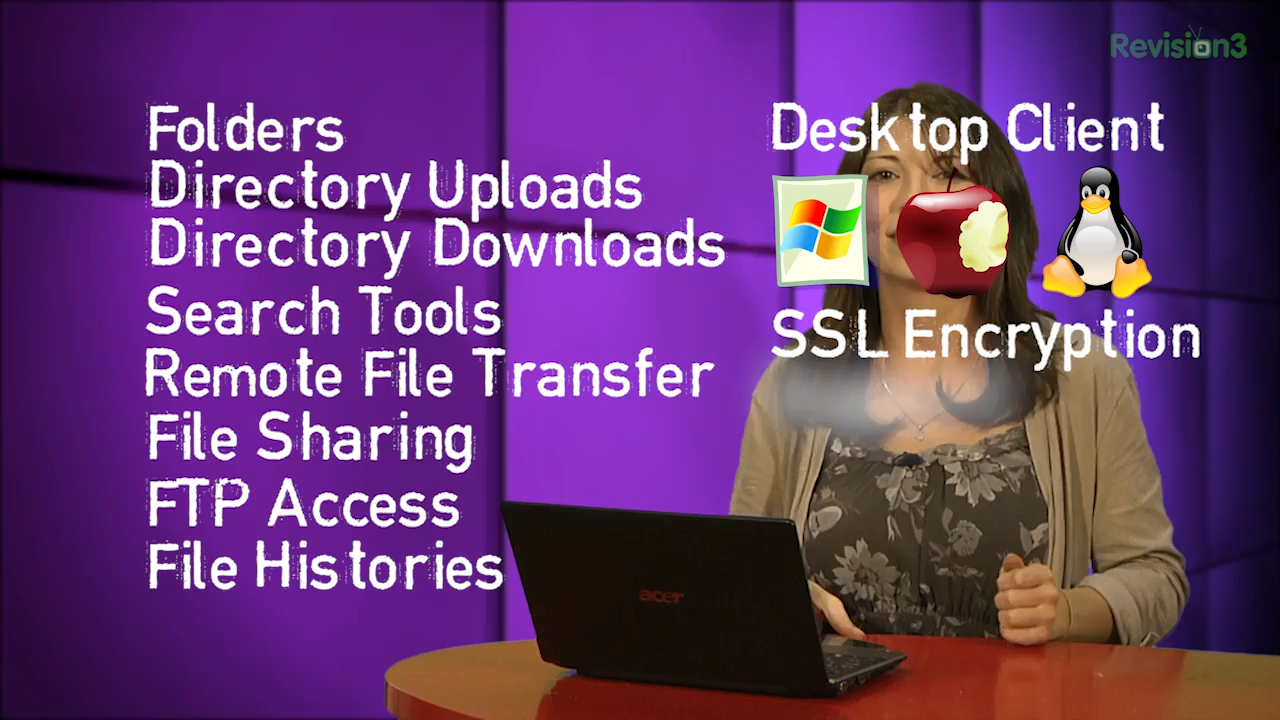 Revision3
Folders
Directory Uploads
Directory Downloads
Search Tools
Remote File Transfer
File Sharing
FTP Access
File Histories
Desktop Client
SSL Encryption
acer